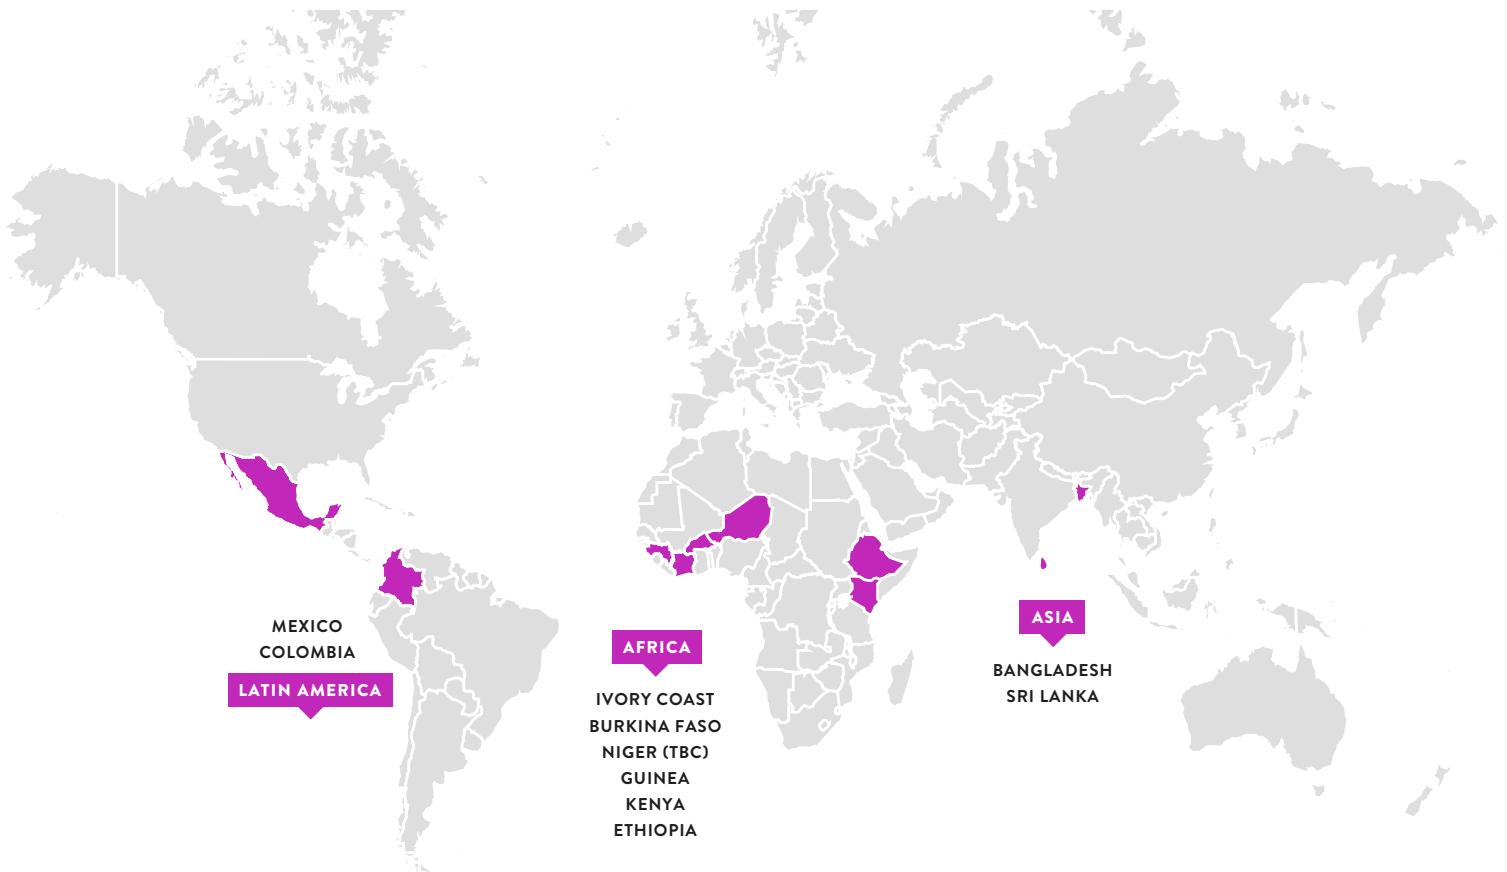 MEXICO
COLOMBIA
LATIN AMERICA
AFRICA
IVORY COAST
BURKINA FASO
NIGER (TBC)
GUINEA
KENYA
ETHIOPIA
ASIA
BANGLADESH
SRI LANKA